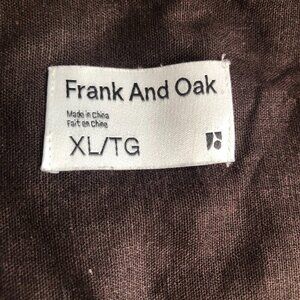 Frank And Oak
Made in China
Fait en Chine
XL/TG